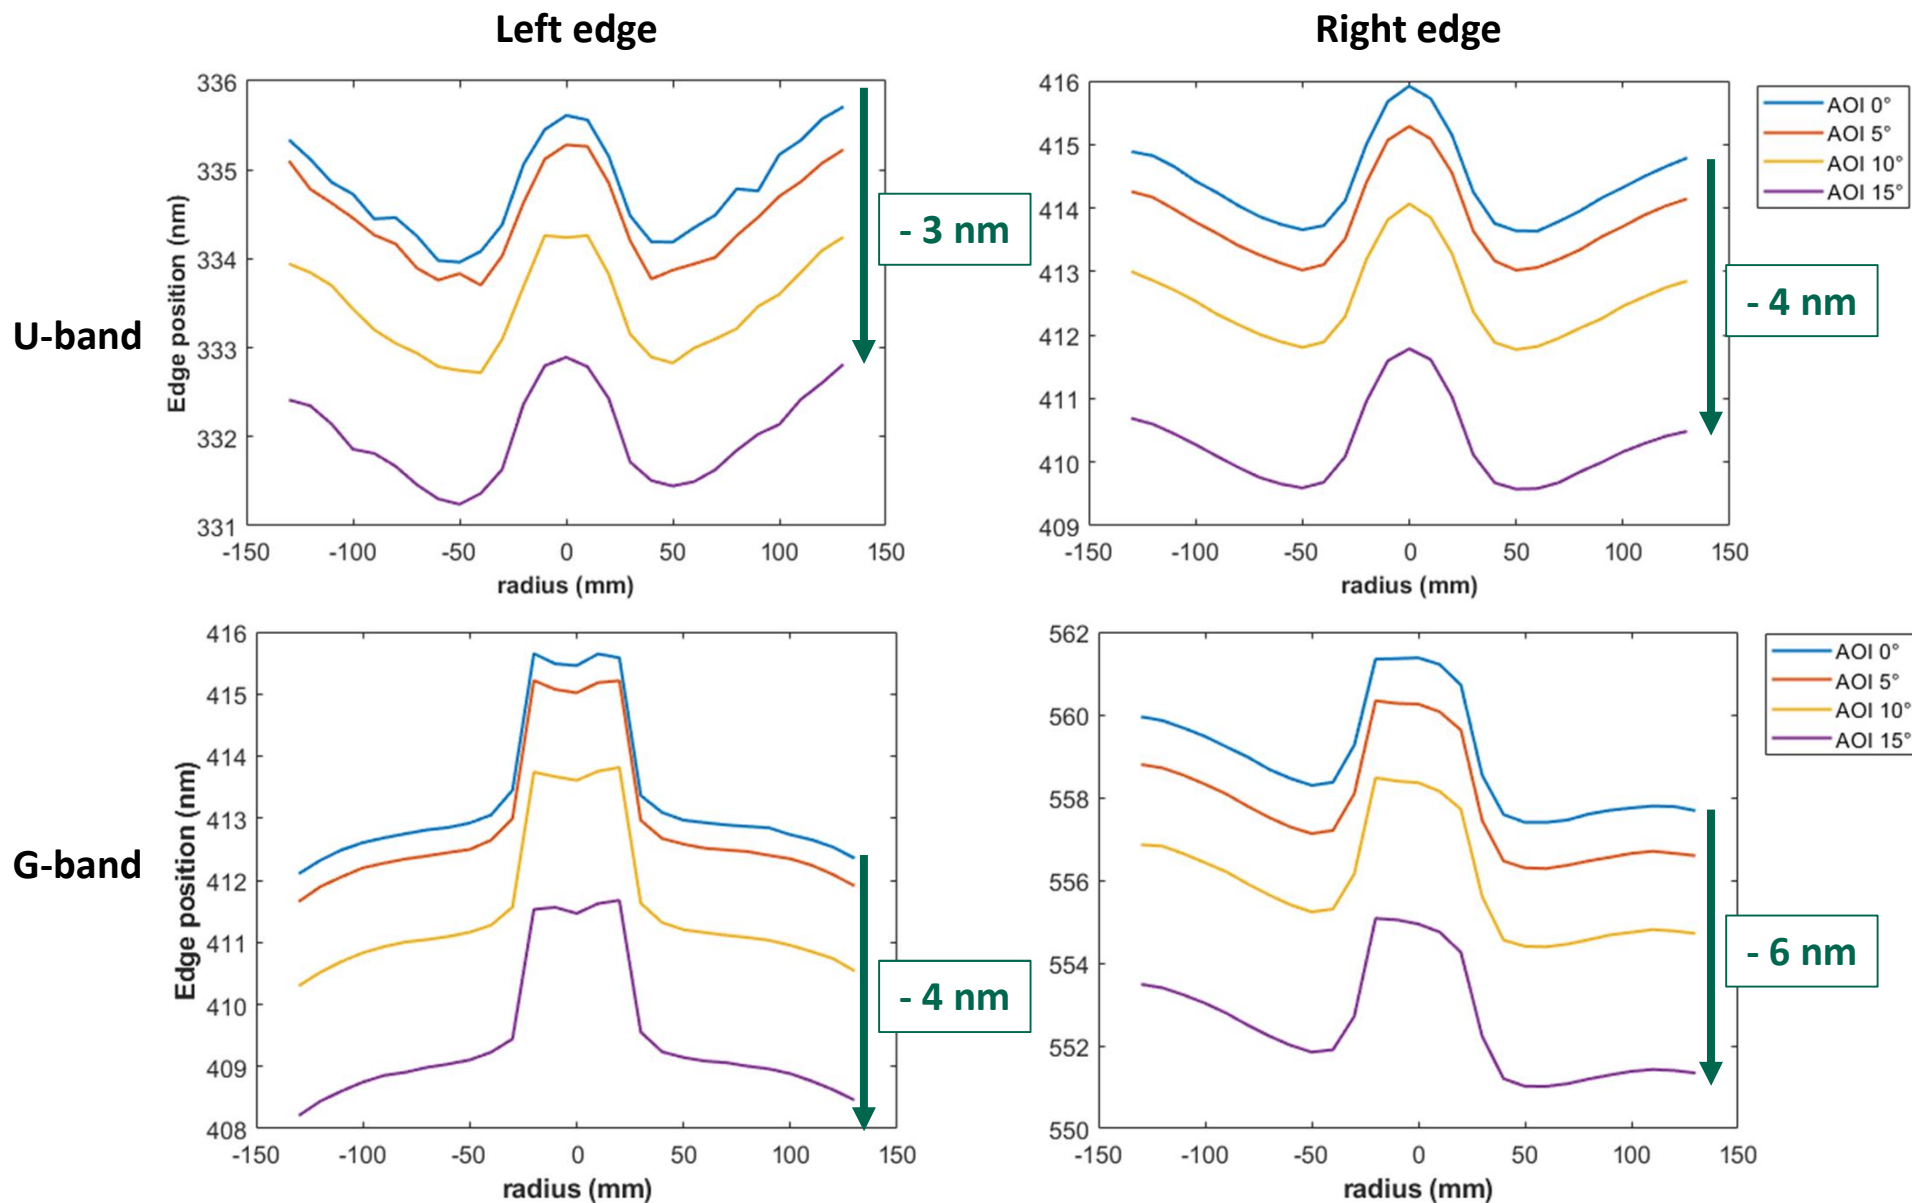 Left edge
Right edge
U-band
336
335
334
333
332
331
Edge position (nm)
-150 -100 -50 0 50 100 150
radius (mm)
- 3 nm
416
415
414
413
412
411
410
409
-150 -100 -50 0 50 100 150
radius (mm)
- 4 nm
AOI 0°
AOI 5°
AOI 10°
AOI 15°
G-band
416
415
414
413
412
411
410
409
408
Edge position (nm)
-150 -100 -50 0 50 100 150
radius (mm)
- 4 nm
562
560
558
556
554
552
550
-150 -100 -50 0 50 100 150
radius (mm)
- 6 nm
AOI 0°
AOI 5°
AOI 10°
AOI 15°